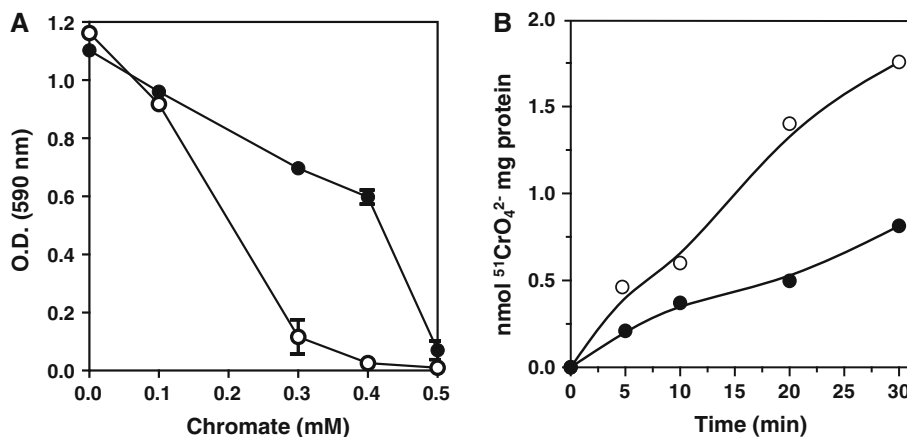 A
O.D. (590 nm)
1.2
1.0
0.8
0.6
0.4
0.2
0.0
0.0 0.1 0.2 0.3 0.4 0.5
Chromate (mM)
B
nmol ⁵¹CrO₄²⁻ mg protein
2.0
1.5
1.0
0.5
0.0
0 5 10 15 20 25 30
Time (min)